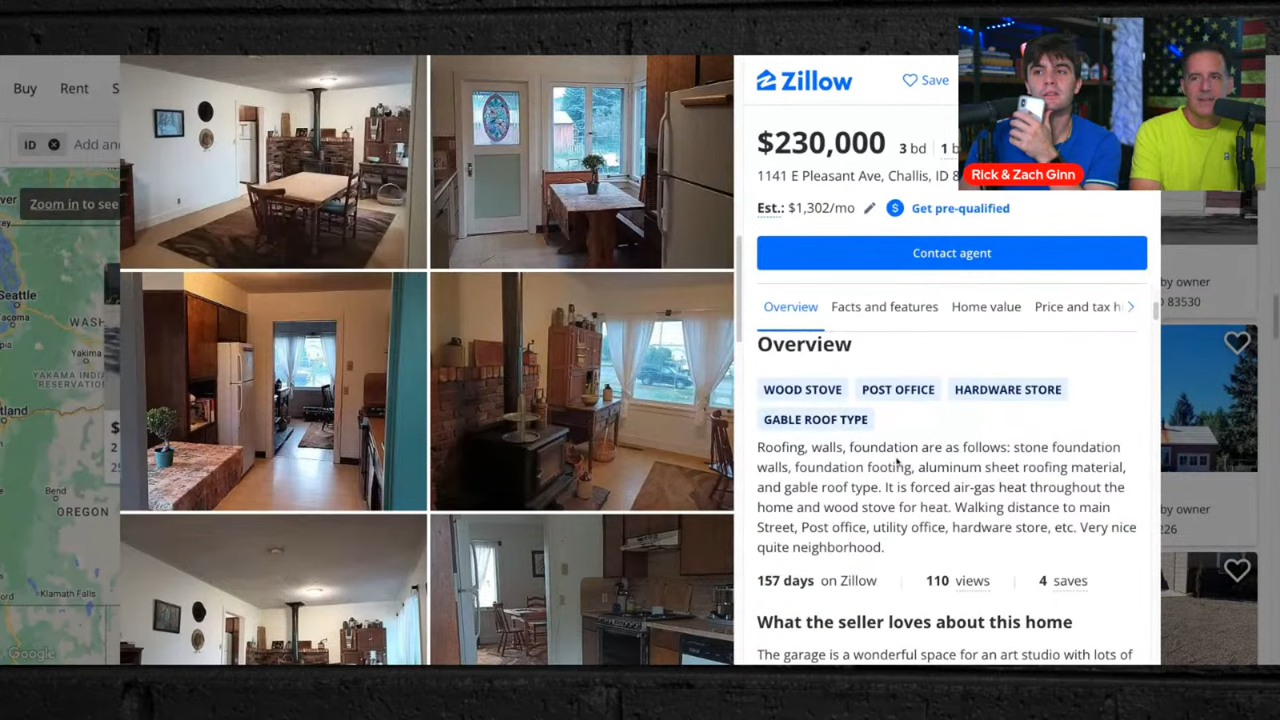 Buy Rent S
ID
Add and
Zoom in to see
Seattle
Tacoma
WASH
Yakima
YAKAMA INDI
RESERVATION
tland
Bend
OREGON
Klamath Falls
Google
Zillow
Save
$230,000 3 bd 1 b
1141 E Pleasant Ave, Challis, ID 8
Est.: $1,302/mo $ Get pre-qualified
Contact agent
Overview Facts and features Home value Price and tax h
Overview
WOOD STOVE POST OFFICE HARDWARE STORE
GABLE ROOF TYPE
Roofing, walls, foundation are as follows: stone foundation
walls, foundation footing, aluminum sheet roofing material,
and gable roof type. It is forced air-gas heat throughout the
home and wood stove for heat. Walking distance to main
Street, Post office, utility office, hardware store, etc. Very nice
quite neighborhood.
157 days on Zillow 110 views 4 saves
What the seller loves about this home
The garage is a wonderful space for an art studio with lots of
Rick & Zach Ginn
by owner
ID 83530
by owner
226